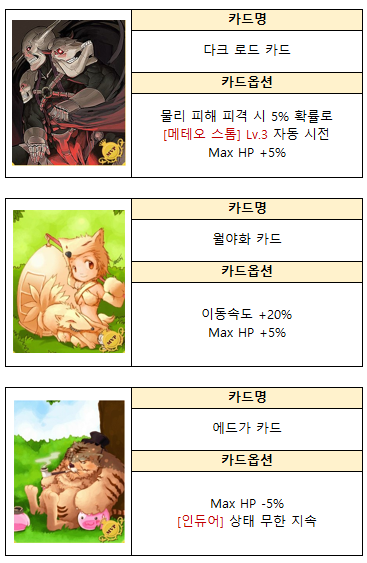 카드명
다크 로드 카드
카드옵션
물리 피해 피격 시 5% 확률로
[메테오 스톰] Lv.3 자동 시전
Max HP +5%
카드명
월야화 카드
카드옵션
이동속도 +20%
Max HP +5%
카드명
에드가 카드
카드옵션
Max HP -5%
[인듀어] 상태 무한 지속